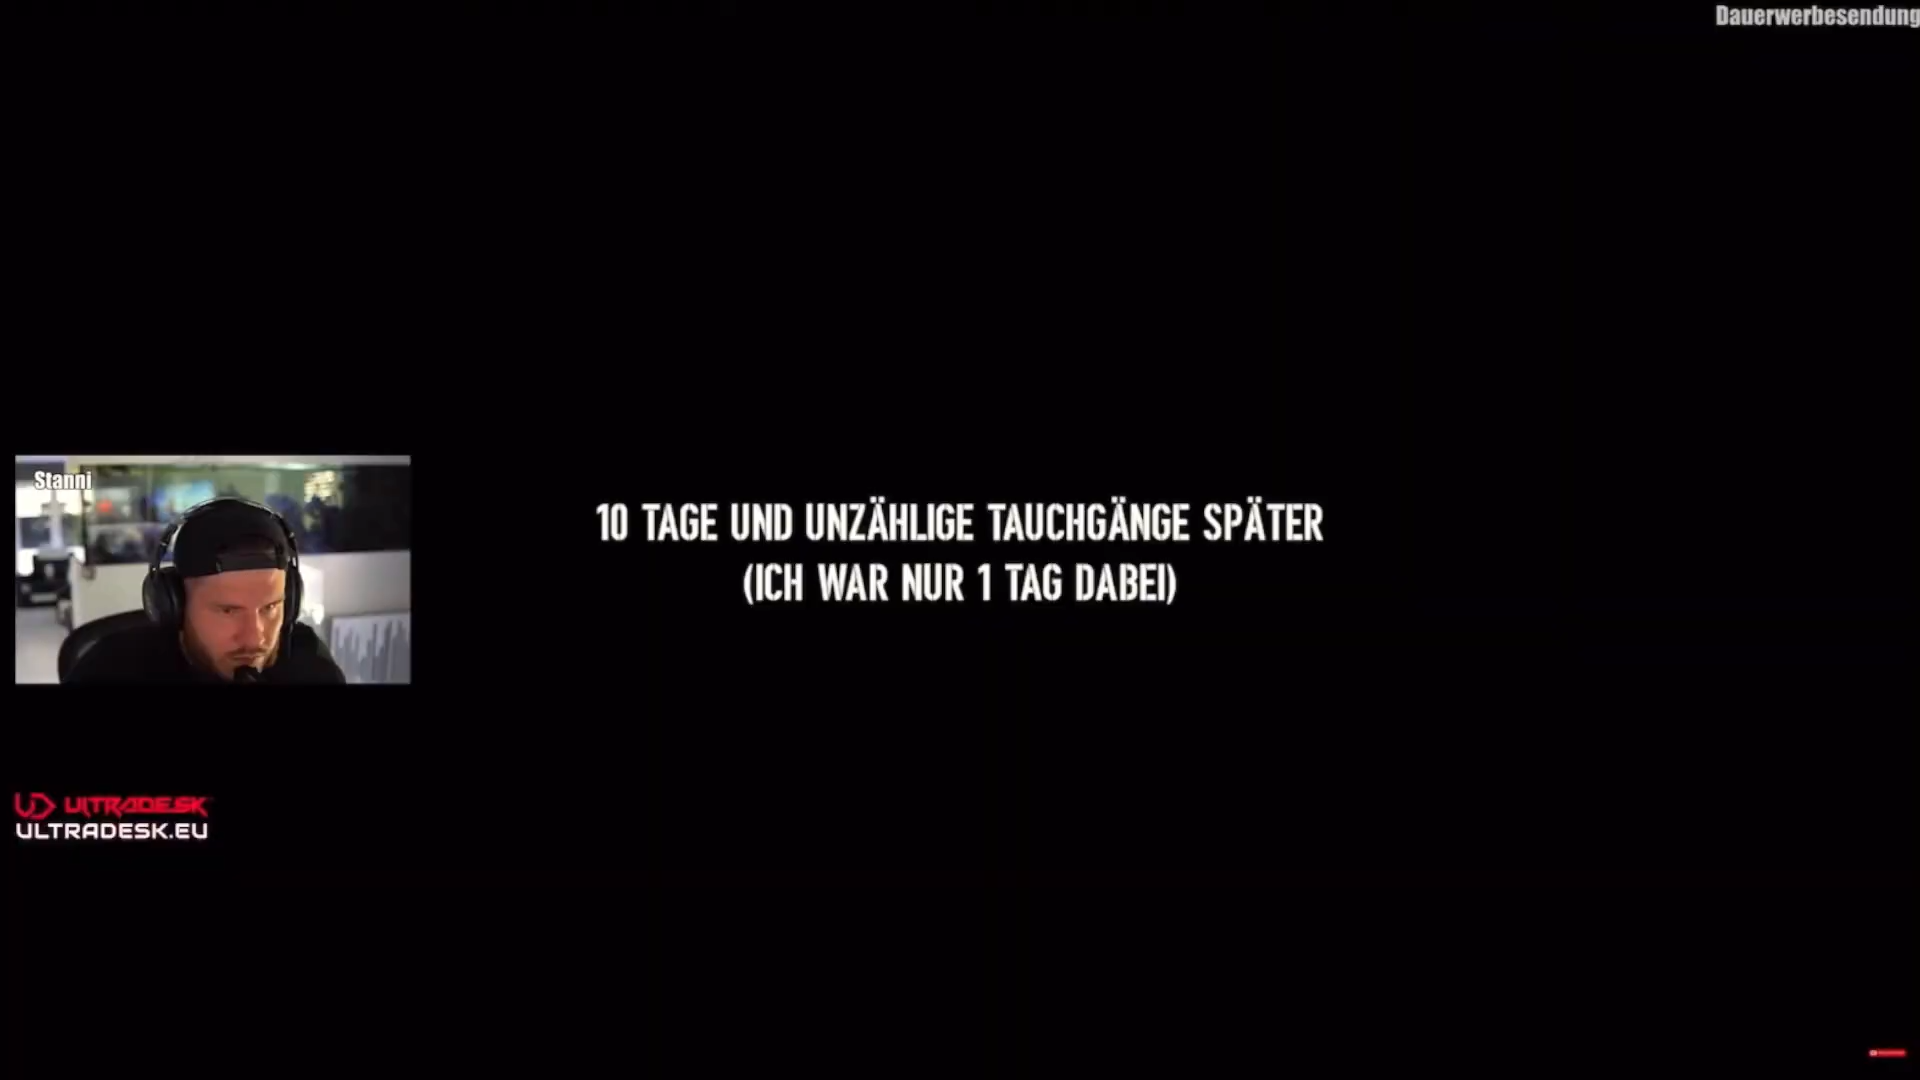 Dauerwerbesendung
Stanni
10 TAGE UND UNZÄHLIGE TAUCHGÄNGE SPÄTER
(ICH WAR NUR 1 TAG DABEI)
ULTRADESK
ULTRADESK.EU